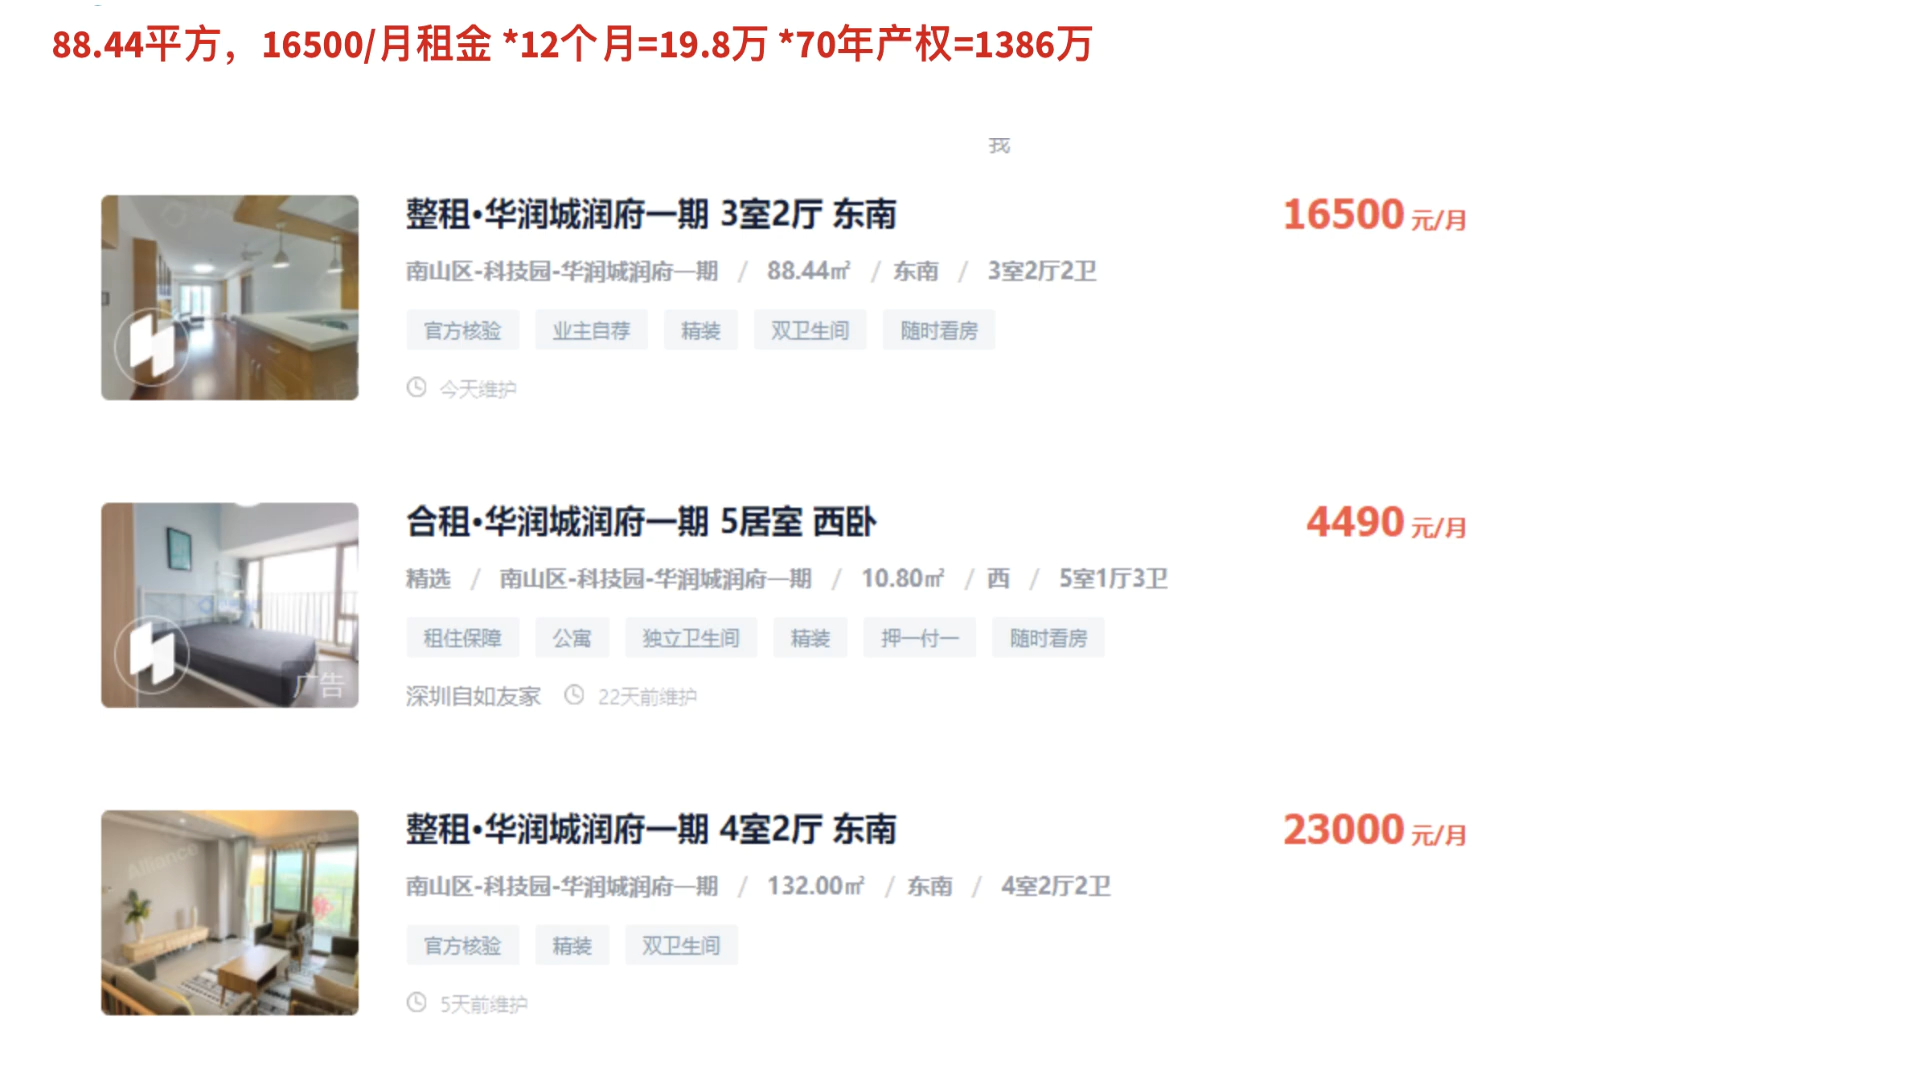 88.44平方，16500/月租金 *12个月=19.8万 *70年产权=1386万
整租·华润城润府一期 3室2厅 东南
16500 元/月
南山区-科技园-华润城润府一期 / 88.44㎡ / 东南 / 3室2厅2卫
官方核验 业主自荐 精装 双卫生间 随时看房
今天维护
合租·华润城润府一期 5居室 西卧
4490 元/月
精选 / 南山区-科技园-华润城润府一期 / 10.80㎡ / 西 / 5室1厅3卫
租住保障 公寓 独立卫生间 精装 押一付一 随时看房
广告
深圳自如友家 22天前维护
整租·华润城润府一期 4室2厅 东南
23000 元/月
Alliance
南山区-科技园-华润城润府一期 / 132.00㎡ / 东南 / 4室2厅2卫
官方核验 精装 双卫生间
5天前维护